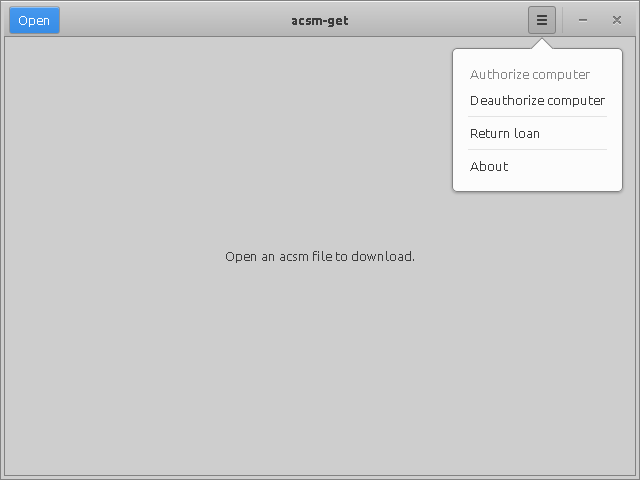 Open
acsm-get
Authorize computer
Deauthorize computer
Return loan
About
Open an acsm file to download.